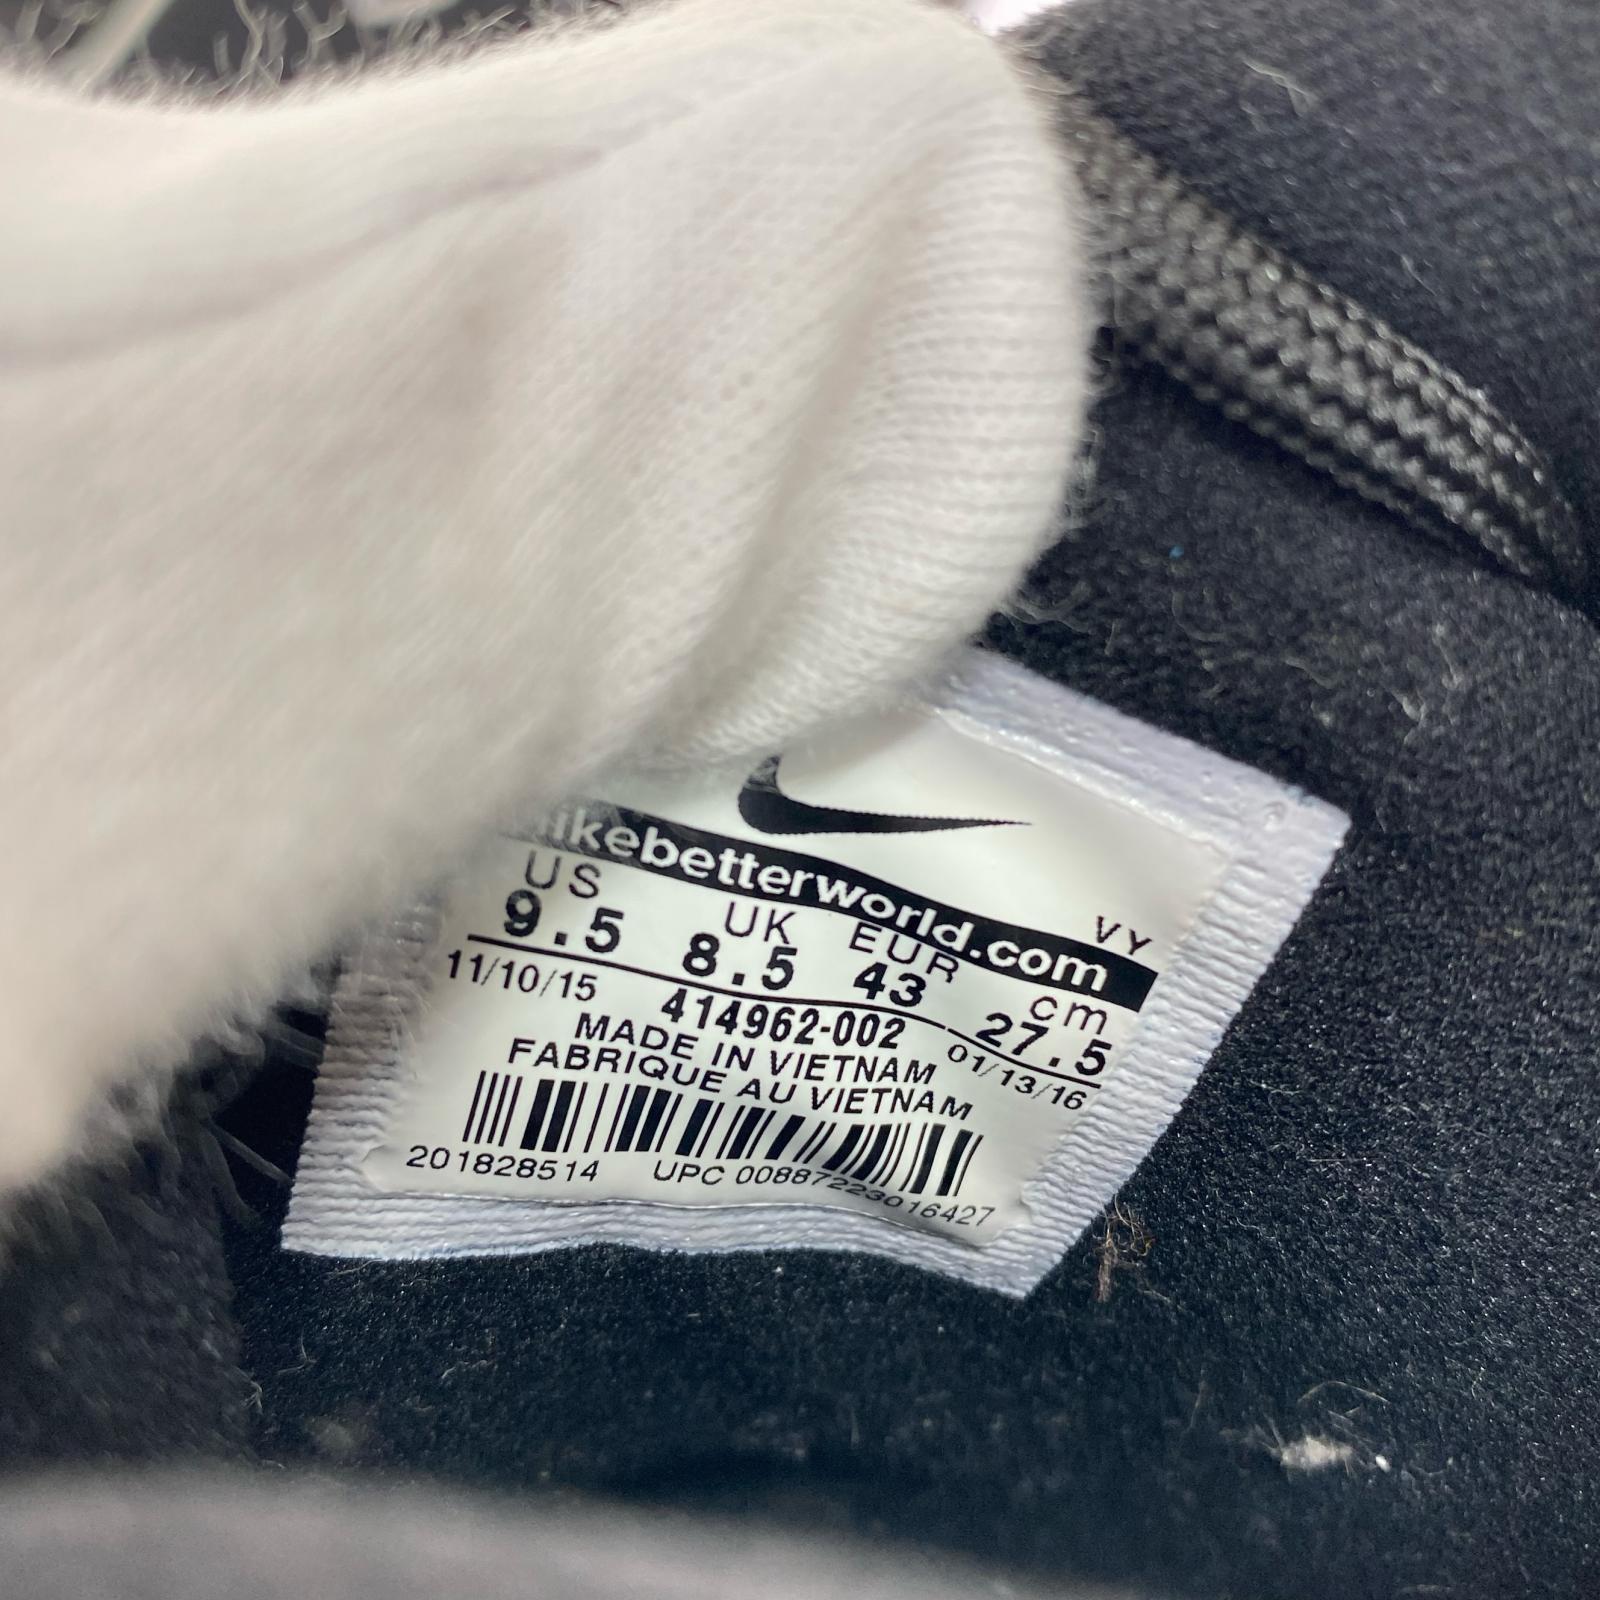 nikebetterworld.com
VY
US UK EUR cm
9.5 8.5 43 27.5
11/10/15 414962-002 01/13/16
MADE IN VIETNAM
FABRIQUE AU VIETNAM
201828514 UPC 00887223016427